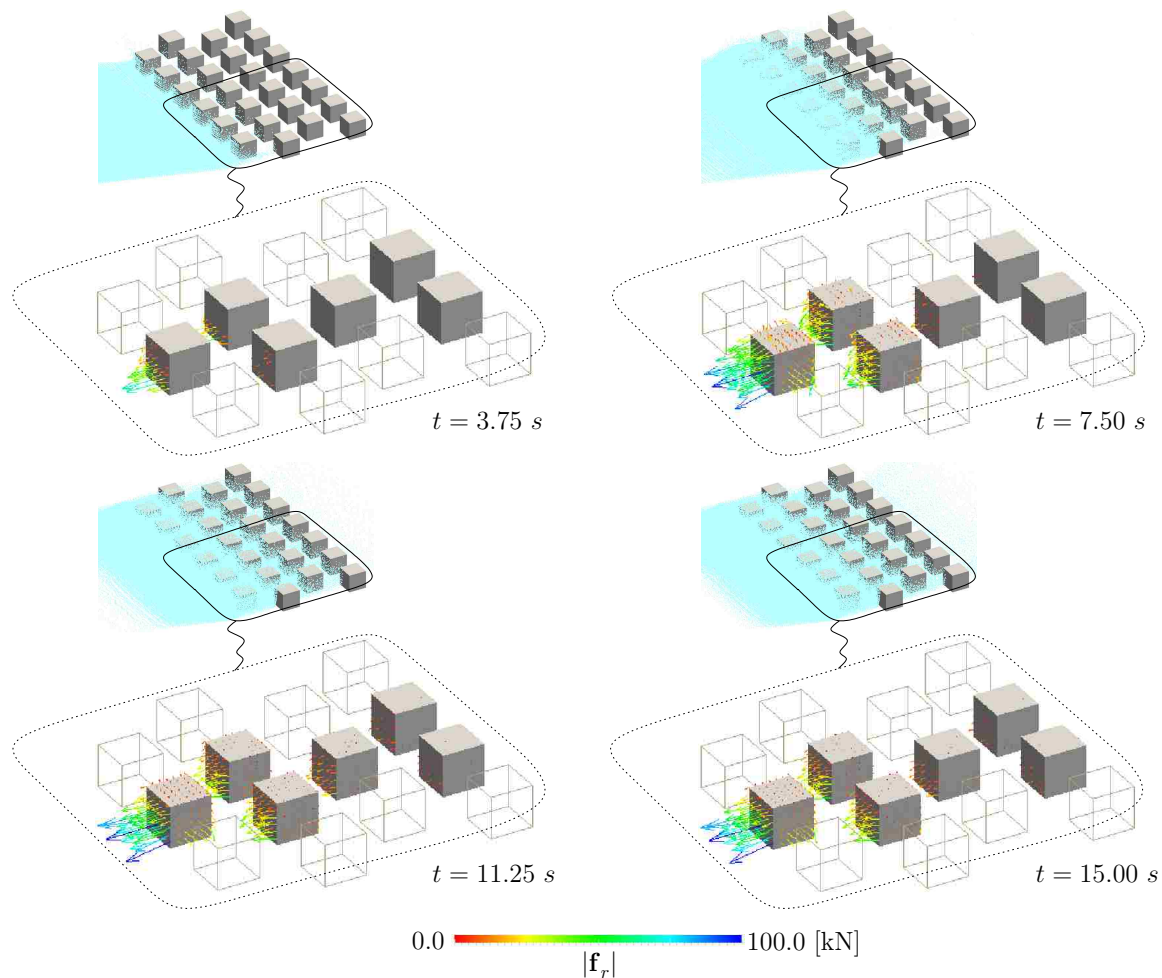 t = 3.75 s
t = 7.50 s
t = 11.25 s
t = 15.00 s
0.0 100.0 [kN]
|f_r|